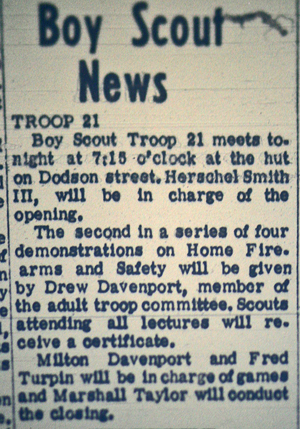 Boy Scout
News
TROOP 21
Boy Scout Troop 21 meets to-
night at 7:15 o'clock at the hut
on Dodson street. Herschel Smith
III, will be in charge of the
opening.
The second in a series of four
demonstrations on Home Fire-
arms and Safety will be given
by Drew Davenport, member of
the adult troop committee. Scouts
attending all lectures will re-
ceive a certificate.
Milton Davenport and Fred
Turpin will be in charge of games
and Marshall Taylor will conduct
the closing.